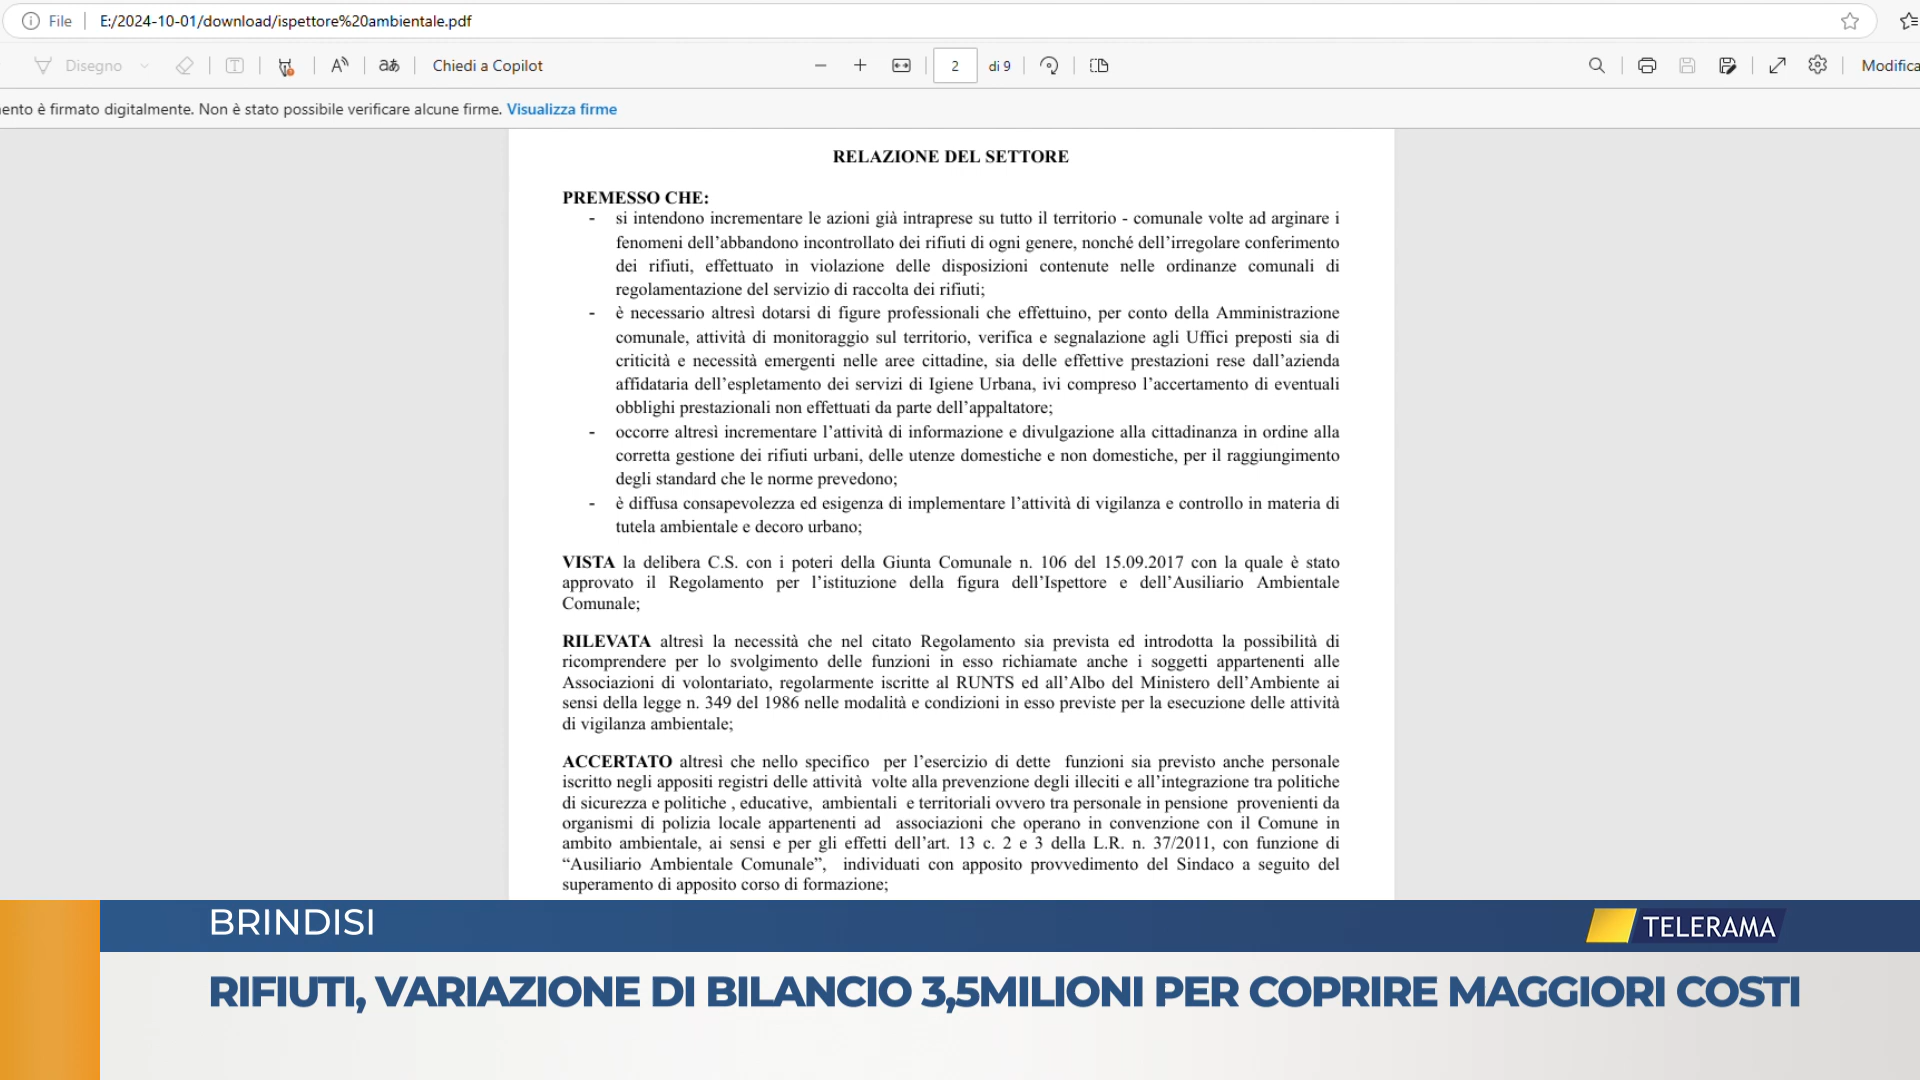 File
E:/2024-10-01/download/ispettore%20ambientale.pdf
Disegno
Chiedi a Copilot
2
di 9
Modifica
ento è firmato digitalmente. Non è stato possibile verificare alcune firme. Visualizza firme
RELAZIONE DEL SETTORE
PREMESSO CHE:
- si intendono incrementare le azioni già intraprese su tutto il territorio - comunale volte ad arginare i
fenomeni dell’abbandono incontrollato dei rifiuti di ogni genere, nonché dell’irregolare conferimento
dei rifiuti, effettuato in violazione delle disposizioni contenute nelle ordinanze comunali di
regolamentazione del servizio di raccolta dei rifiuti;
- è necessario altresì dotarsi di figure professionali che effettuino, per conto della Amministrazione
comunale, attività di monitoraggio sul territorio, verifica e segnalazione agli Uffici preposti sia di
criticità e necessità emergenti nelle aree cittadine, sia delle effettive prestazioni rese dall’azienda
affidataria dell’espletamento dei servizi di Igiene Urbana, ivi compreso l’accertamento di eventuali
obblighi prestazionali non effettuati da parte dell’appaltatore;
- occorre altresì incrementare l’attività di informazione e divulgazione alla cittadinanza in ordine alla
corretta gestione dei rifiuti urbani, delle utenze domestiche e non domestiche, per il raggiungimento
degli standard che le norme prevedono;
- è diffusa consapevolezza ed esigenza di implementare l’attività di vigilanza e controllo in materia di
tutela ambientale e decoro urbano;
VISTA la delibera C.S. con i poteri della Giunta Comunale n. 106 del 15.09.2017 con la quale è stato
approvato il Regolamento per l’istituzione della figura dell’Ispettore e dell’Ausiliario Ambientale
Comunale;
RILEVATA altresì la necessità che nel citato Regolamento sia prevista ed introdotta la possibilità di
ricomprendere per lo svolgimento delle funzioni in esso richiamate anche i soggetti appartenenti alle
Associazioni di volontariato, regolarmente iscritte al RUNTS ed all’Albo del Ministero dell’Ambiente ai
sensi della legge n. 349 del 1986 nelle modalità e condizioni in esso previste per la esecuzione delle attività
di vigilanza ambientale;
ACCERTATO altresì che nello specifico per l’esercizio di dette funzioni sia previsto anche personale
iscritto negli appositi registri delle attività volte alla prevenzione degli illeciti e all’integrazione tra politiche
di sicurezza e politiche , educative, ambientali e territoriali ovvero tra personale in pensione provenienti da
organismi di polizia locale appartenenti ad associazioni che operano in convenzione con il Comune in
ambito ambientale, ai sensi e per gli effetti dell’art. 13 c. 2 e 3 della L.R. n. 37/2011, con funzione di
“Ausiliario Ambientale Comunale”, individuati con apposito provvedimento del Sindaco a seguito del
superamento di apposito corso di formazione;
BRINDISI
TELERAMA
RIFIUTI, VARIAZIONE DI BILANCIO 3,5MILIONI PER COPRIRE MAGGIORI COSTI